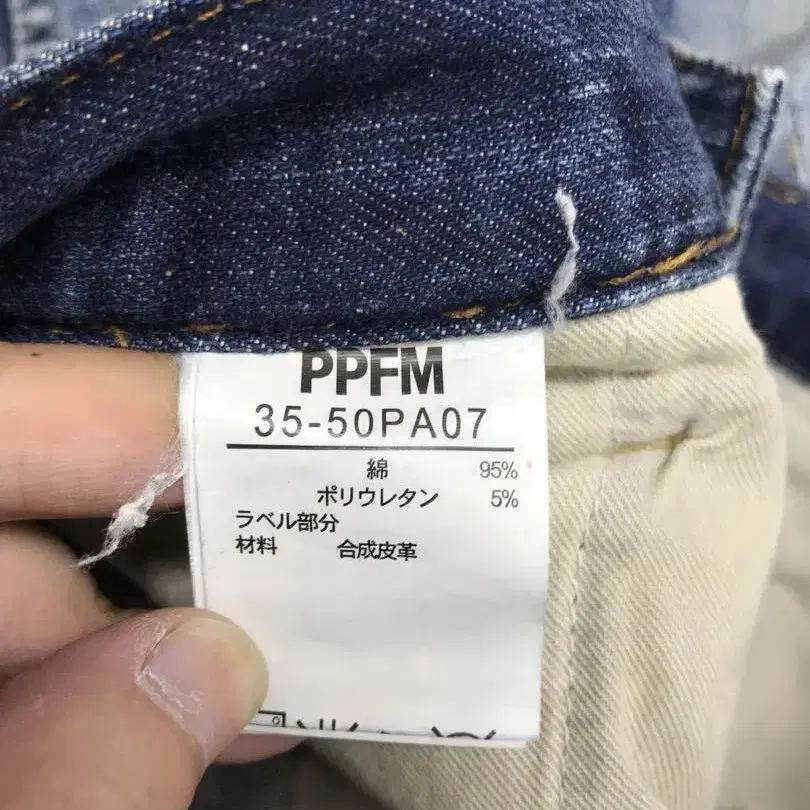 PPFM
35-50PA07
綿 95%
ポリウレタン 5%
ラベル部分
材料 合成皮革